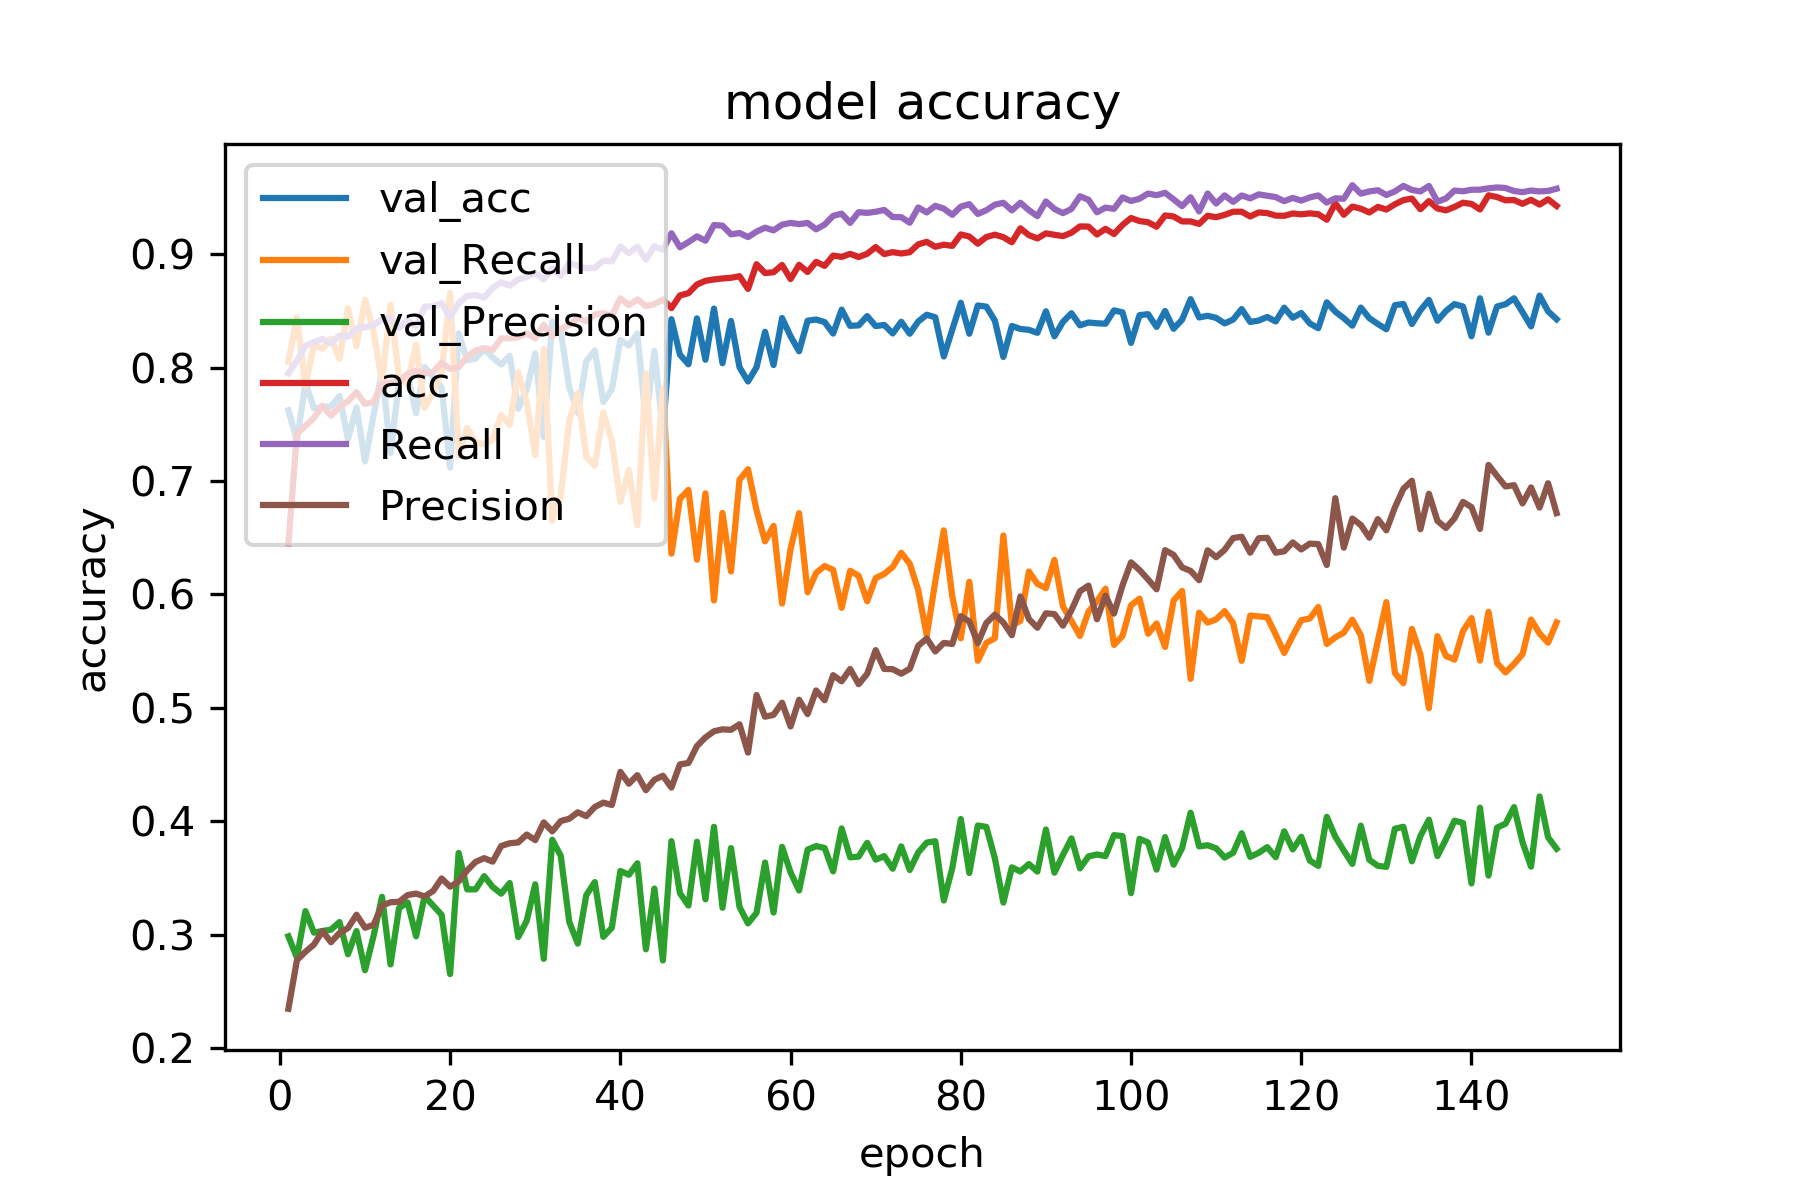 model accuracy
val_acc
val_Recall
val_Precision
acc
Recall
Precision
accuracy
0.9
0.8
0.7
0.6
0.5
0.4
0.3
0.2
0 20 40 60 80 100 120 140
epoch